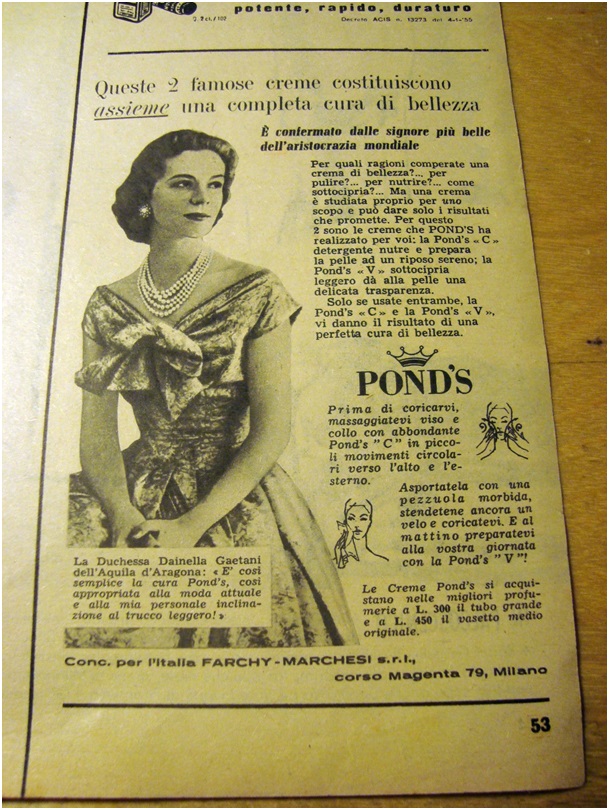 potente, rapido, duraturo
Decreto ACIS n. 13273 del 4-1-'55
Queste 2 famose creme costituiscono
assieme una completa cura di bellezza
È confermato dalle signore più belle
dell'aristocrazia mondiale
Per quali ragioni comperate una
crema di bellezza?... per
pulire?... per nutrire?... come
sottocipria?... Ma una crema
è studiata proprio per uno
scopo e può dare solo i risultati
che promette. Per questo
2 sono le creme che POND'S ha
realizzato per voi: la Pond's « C »
detergente nutre e prepara
la pelle ad un riposo sereno; la
Pond's « V » sottocipria
leggero dà alla pelle una
delicata trasparenza.
Solo se usate entrambe, la
Pond's « C » e la Pond's « V »,
vi danno il risultato di una
perfetta cura di bellezza.
POND'S
Prima di coricarvi,
massaggiatevi viso e
collo con abbondante
Pond's "C" in picco-
li movimenti circola-
ri verso l'alto e l'e-
sterno.
Asportatela con una
pezzuola morbida,
stendetene ancora un
velo e coricatevi. E al
mattino preparatevi
alla vostra giornata
con la Pond's "V"!
La Duchessa Dainella Gaetani
dell'Aquila d'Aragona: « E' così
semplice la cura Pond's, così
appropriata alla moda attuale
e alla mia personale inclina-
zione al trucco leggero! »
Le Creme Pond's si acqui-
stano nelle migliori profu-
merie a L. 300 il tubo grande
e a L. 450 il vasetto medio
originale.
Conc. per l'Italia FARCHY-MARCHESI s.r.l.,
corso Magenta 79, Milano
53